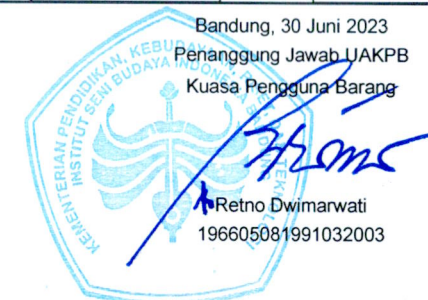 Bandung, 30 Juni 2023
Penanggung Jawab UAKPB
Kuasa Pengguna Barang
KEMENTERIAN PENDIDIKAN, KEBUDAYAAN, TEKNOLOGI
INSTITUT SENI BUDAYA INDONESIA
Retno Dwimarwati
196605081991032003